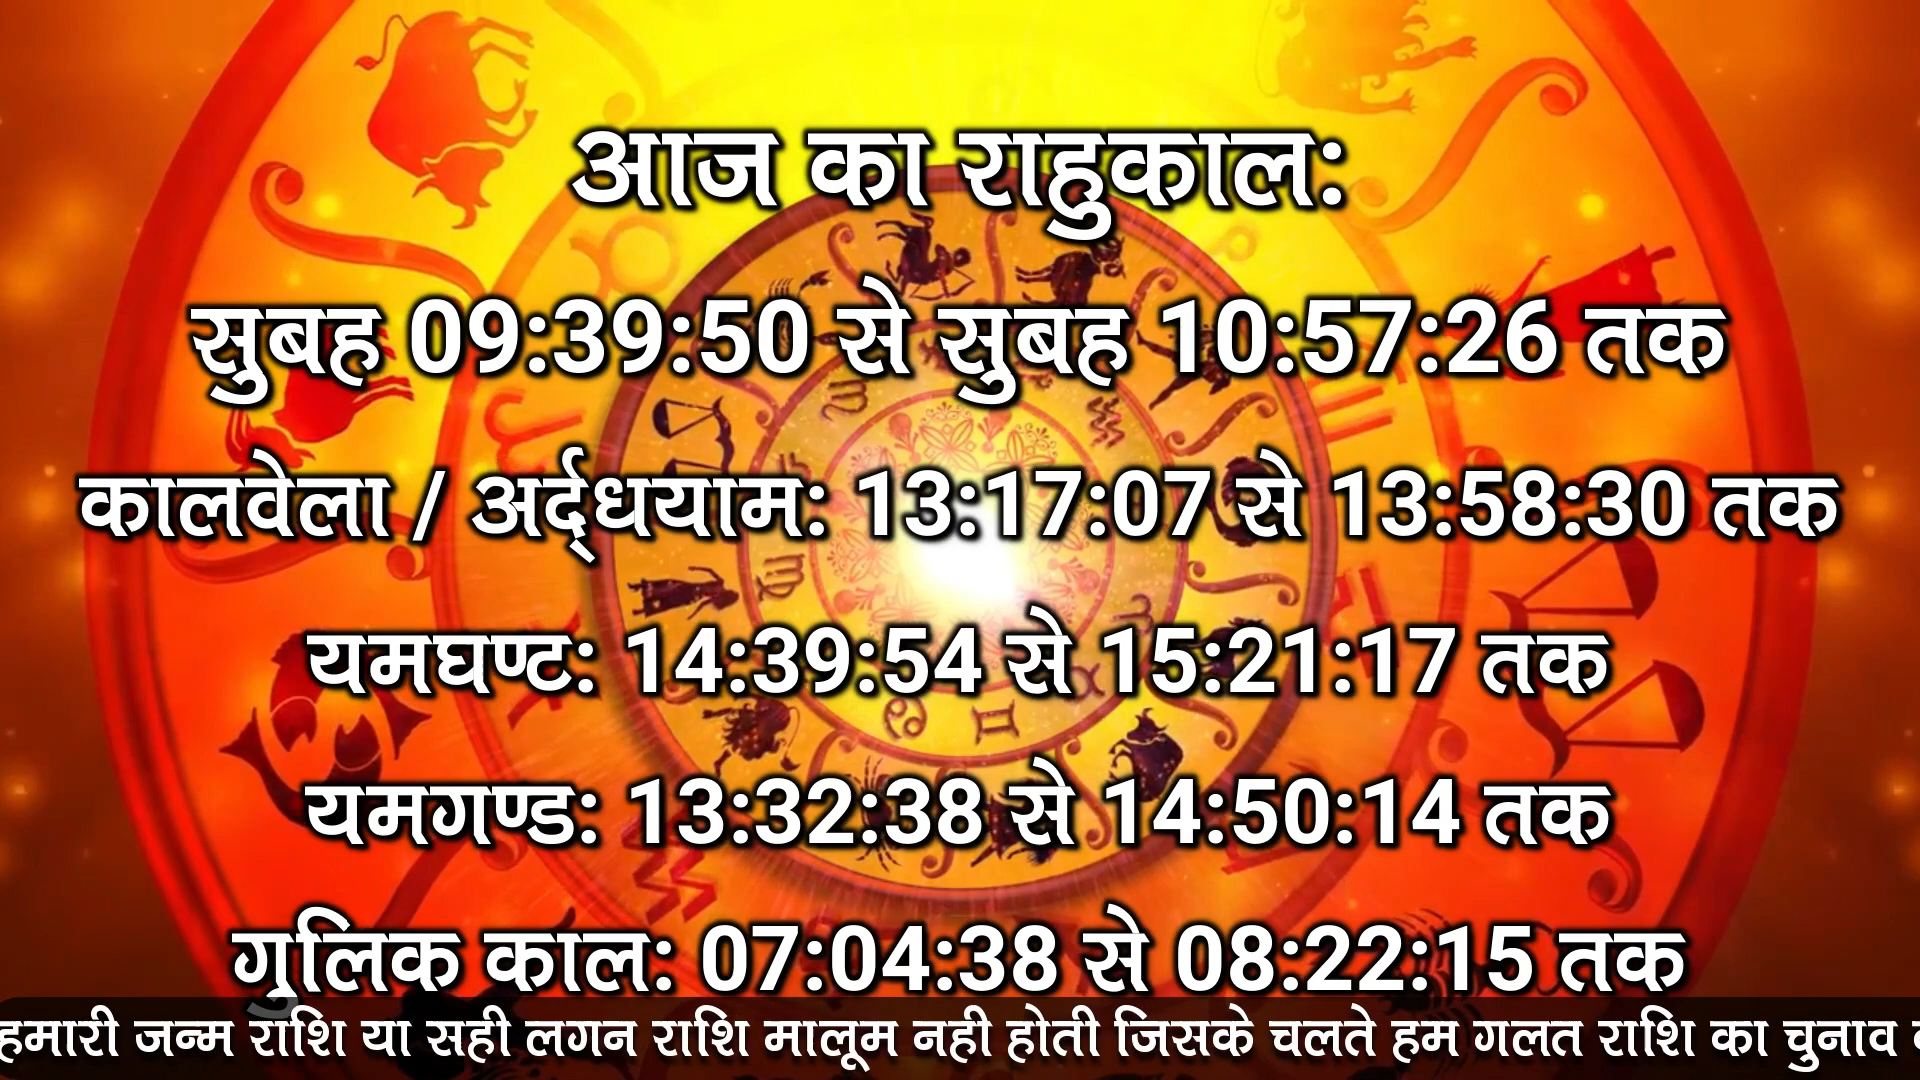 आज का राहुकाल:
सुबह 09:39:50 से सुबह 10:57:26 तक
कालवेला / अर्द्धयाम: 13:17:07 से 13:58:30 तक
यमघण्ट: 14:39:54 से 15:21:17 तक
यमगण्ड: 13:32:38 से 14:50:14 तक
गुलिक काल: 07:04:38 से 08:22:15 तक
हमारी जन्म राशि या सही लगन राशि मालूम नही होती जिसके चलते हम गलत राशि का चुनाव